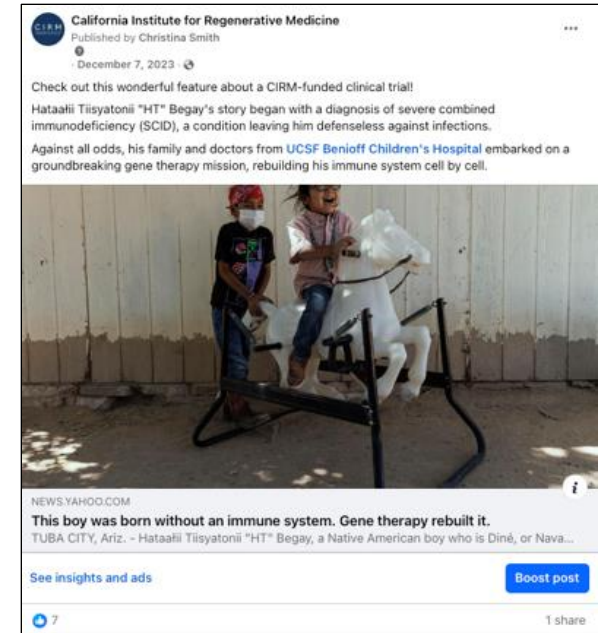 CIRM
California Institute for Regenerative Medicine
Published by Christina Smith
· December 7, 2023 ·
Check out this wonderful feature about a CIRM-funded clinical trial!
Hataałii Tiisyatonii "HT" Begay's story began with a diagnosis of severe combined
immunodeficiency (SCID), a condition leaving him defenseless against infections.
Against all odds, his family and doctors from UCSF Benioff Children's Hospital embarked on a
groundbreaking gene therapy mission, rebuilding his immune system cell by cell.
NEWS.YAHOO.COM
This boy was born without an immune system. Gene therapy rebuilt it.
TUBA CITY, Ariz. - Hataałii Tiisyatonii "HT" Begay, a Native American boy who is Diné, or Nava...
See insights and ads
Boost post
7
1 share